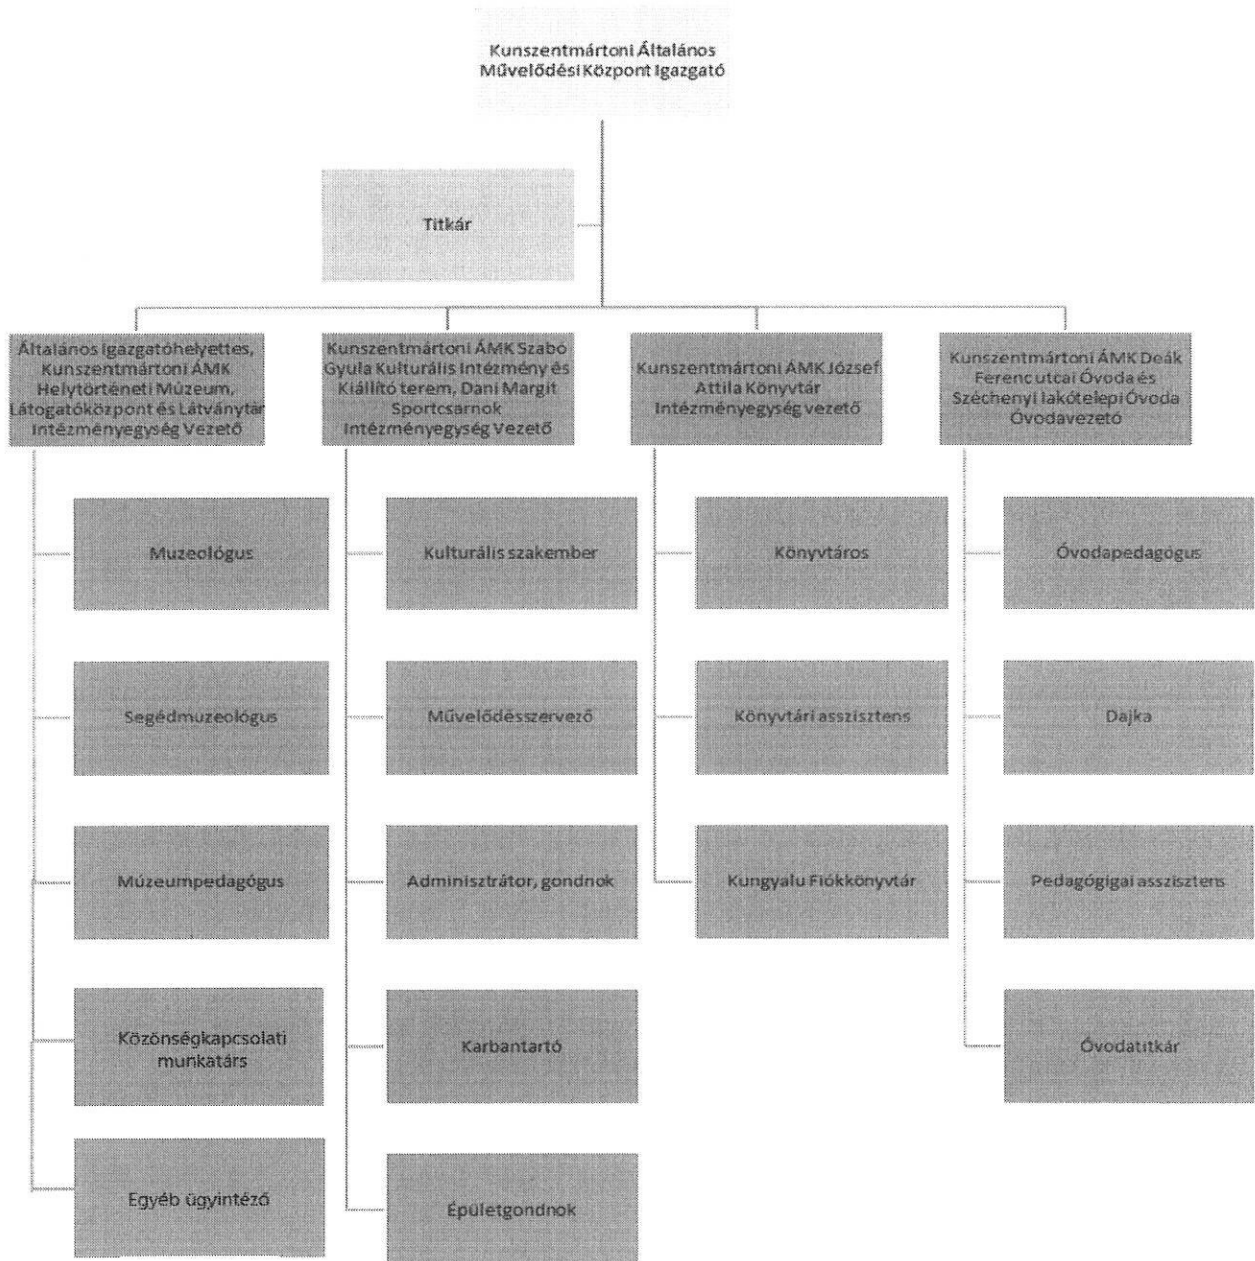 Kunszentmártoni Általános
Művelődési Központ Igazgató
Titkár
Általános igazgatóhelyettes,
Kunszentmártoni ÁMK
Helytörténeti Múzeum,
Látogatóközpont és Látványtár
Intézményegység Vezető
Kunszentmártoni ÁMK Szabó
Gyula Kulturális Intézmény és
Kiállító terem, Dani Margit
Sportcsarnok
Intézményegység Vezető
Kunszentmártoni ÁMK József
Attila Könyvtár
Intézményegység vezető
Kunszentmártoni ÁMK Deák
Ferenc utcai Óvoda és
Széchenyi lakótelepi Óvoda
Óvodavezető
Muzeológus
Segédmuzeológus
Múzeumpedagógus
Közönségkapcsolati
munkatárs
Egyéb ügyintéző
Kulturális szakember
Művelődésszervező
Adminisztrátor, gondnok
Karbantartó
Épületgondnok
Könyvtáros
Könyvtári asszisztens
Kungyalu Fiókkönyvtár
Óvodapedagógus
Dajka
Pedagógigai asszisztens
Óvodatitkár